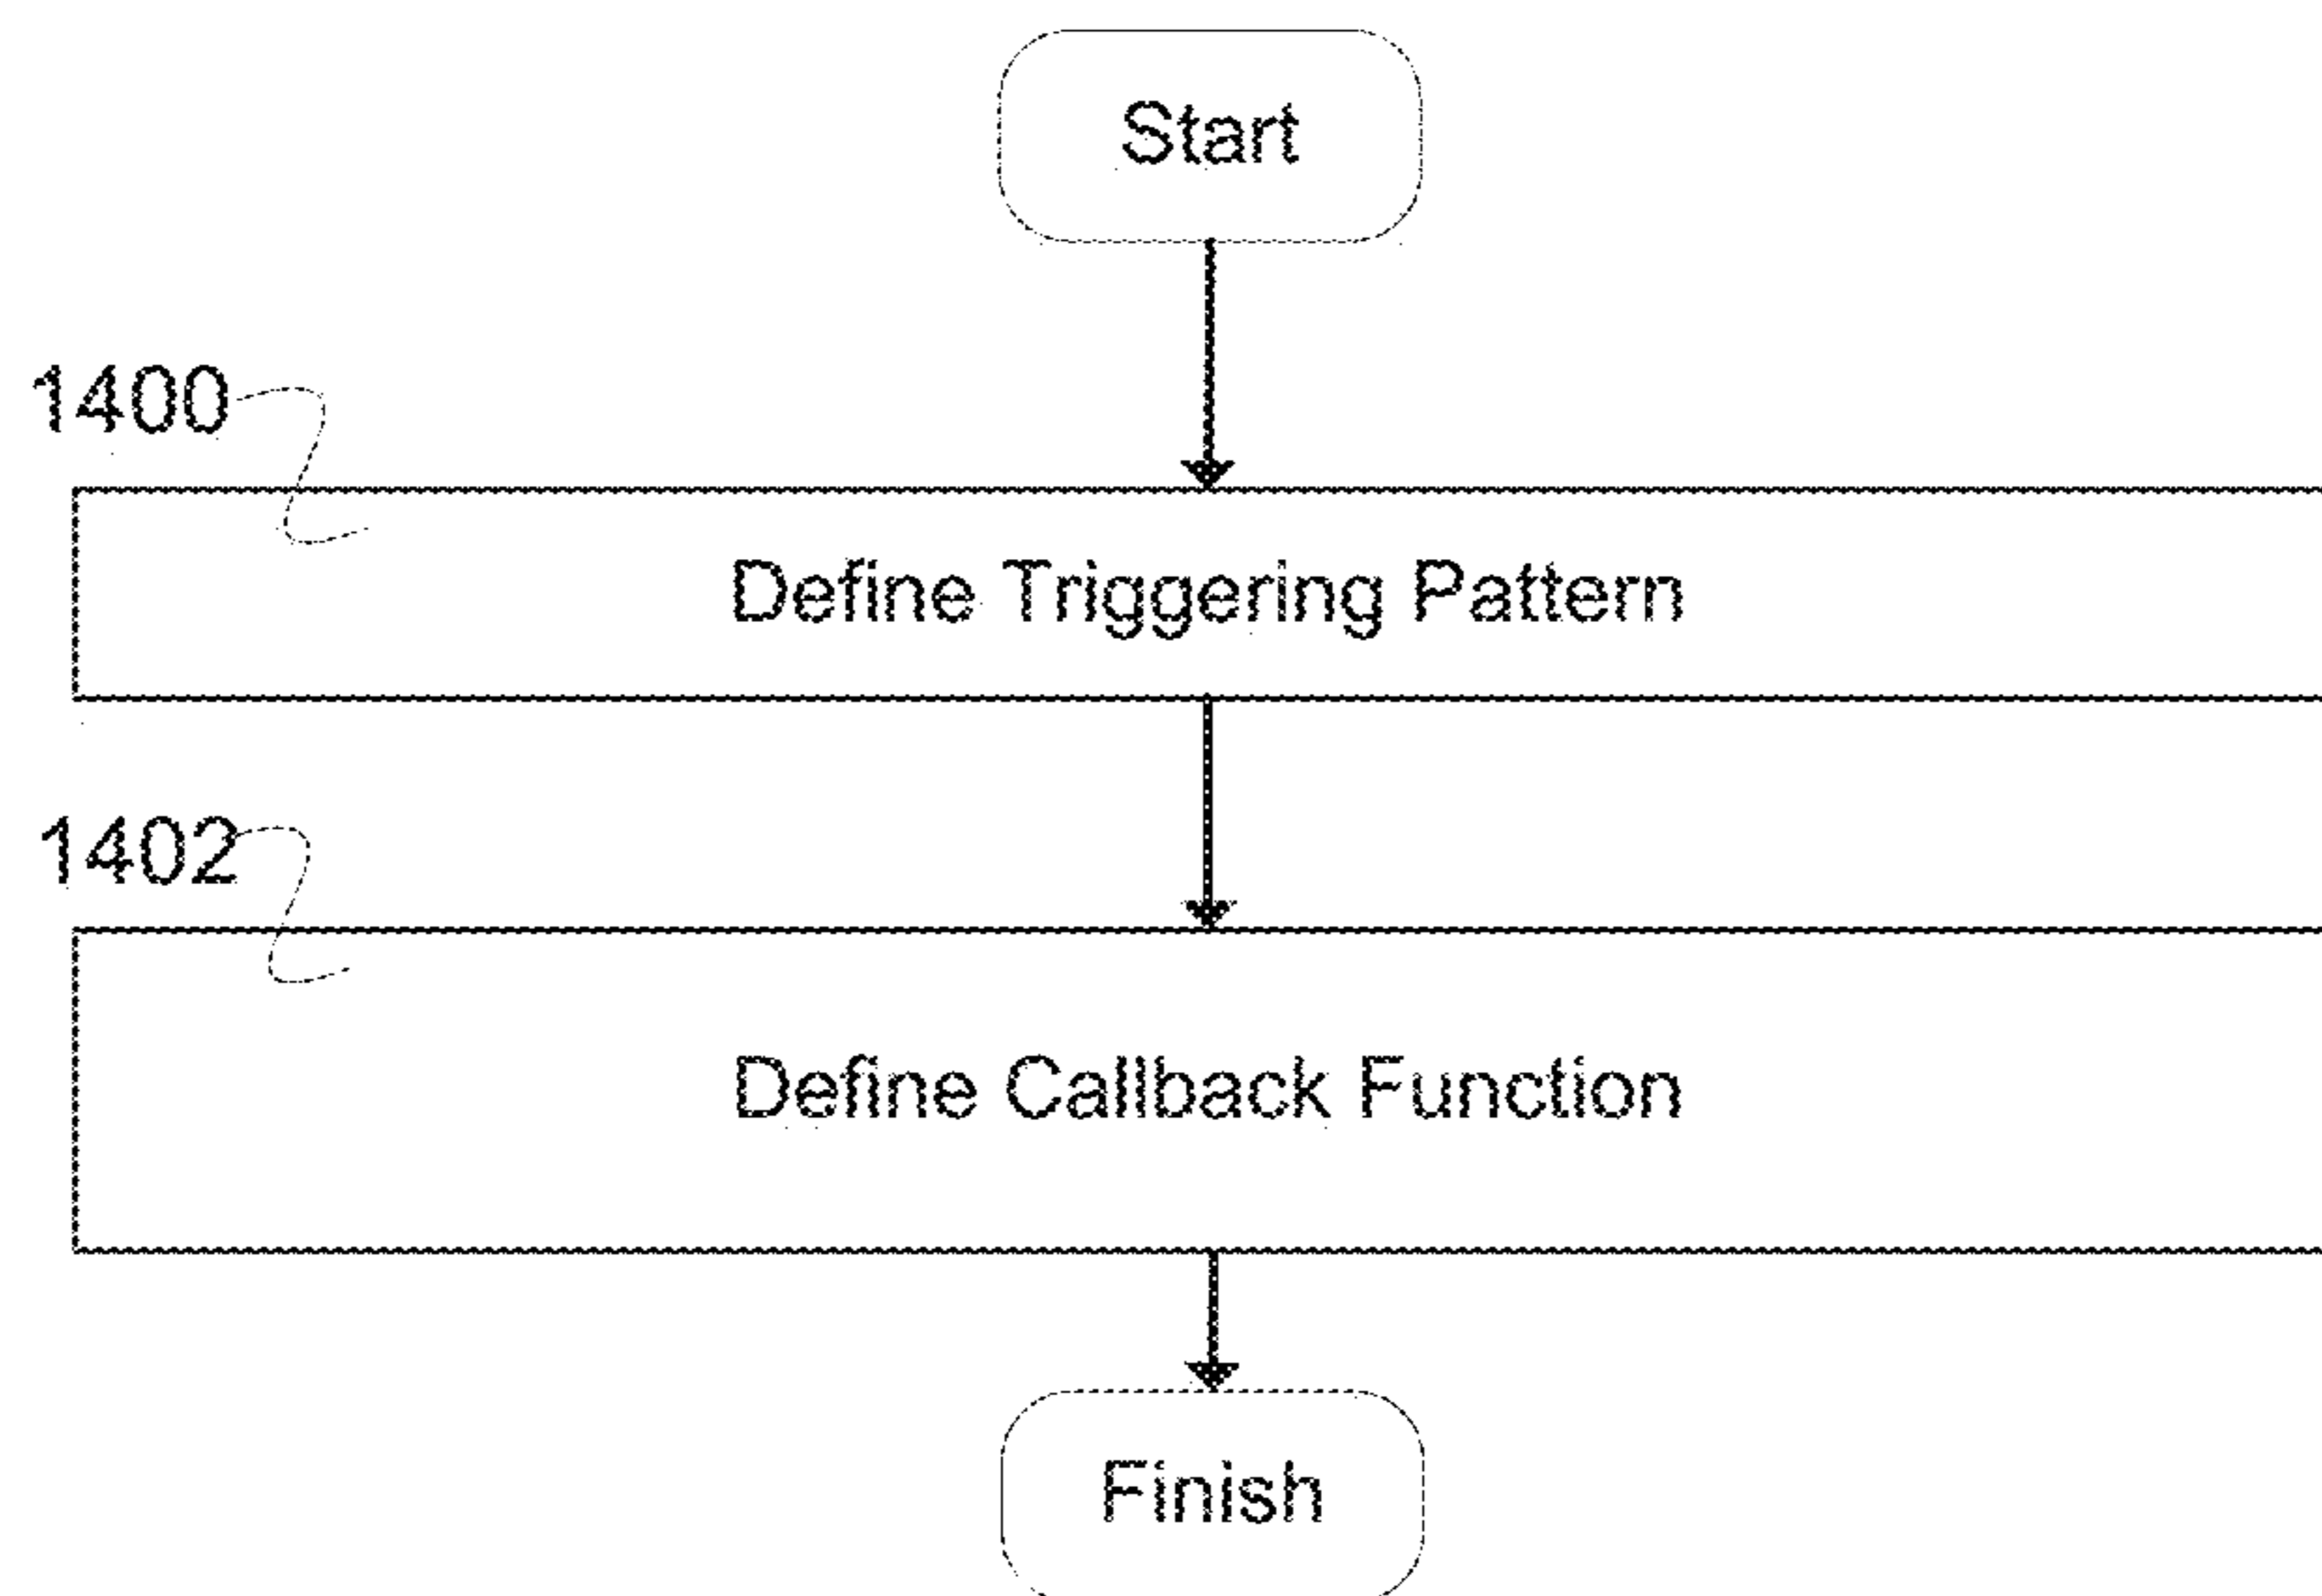 Start
1400
Define Triggering Pattern
1402
Define Callback Function
Finish